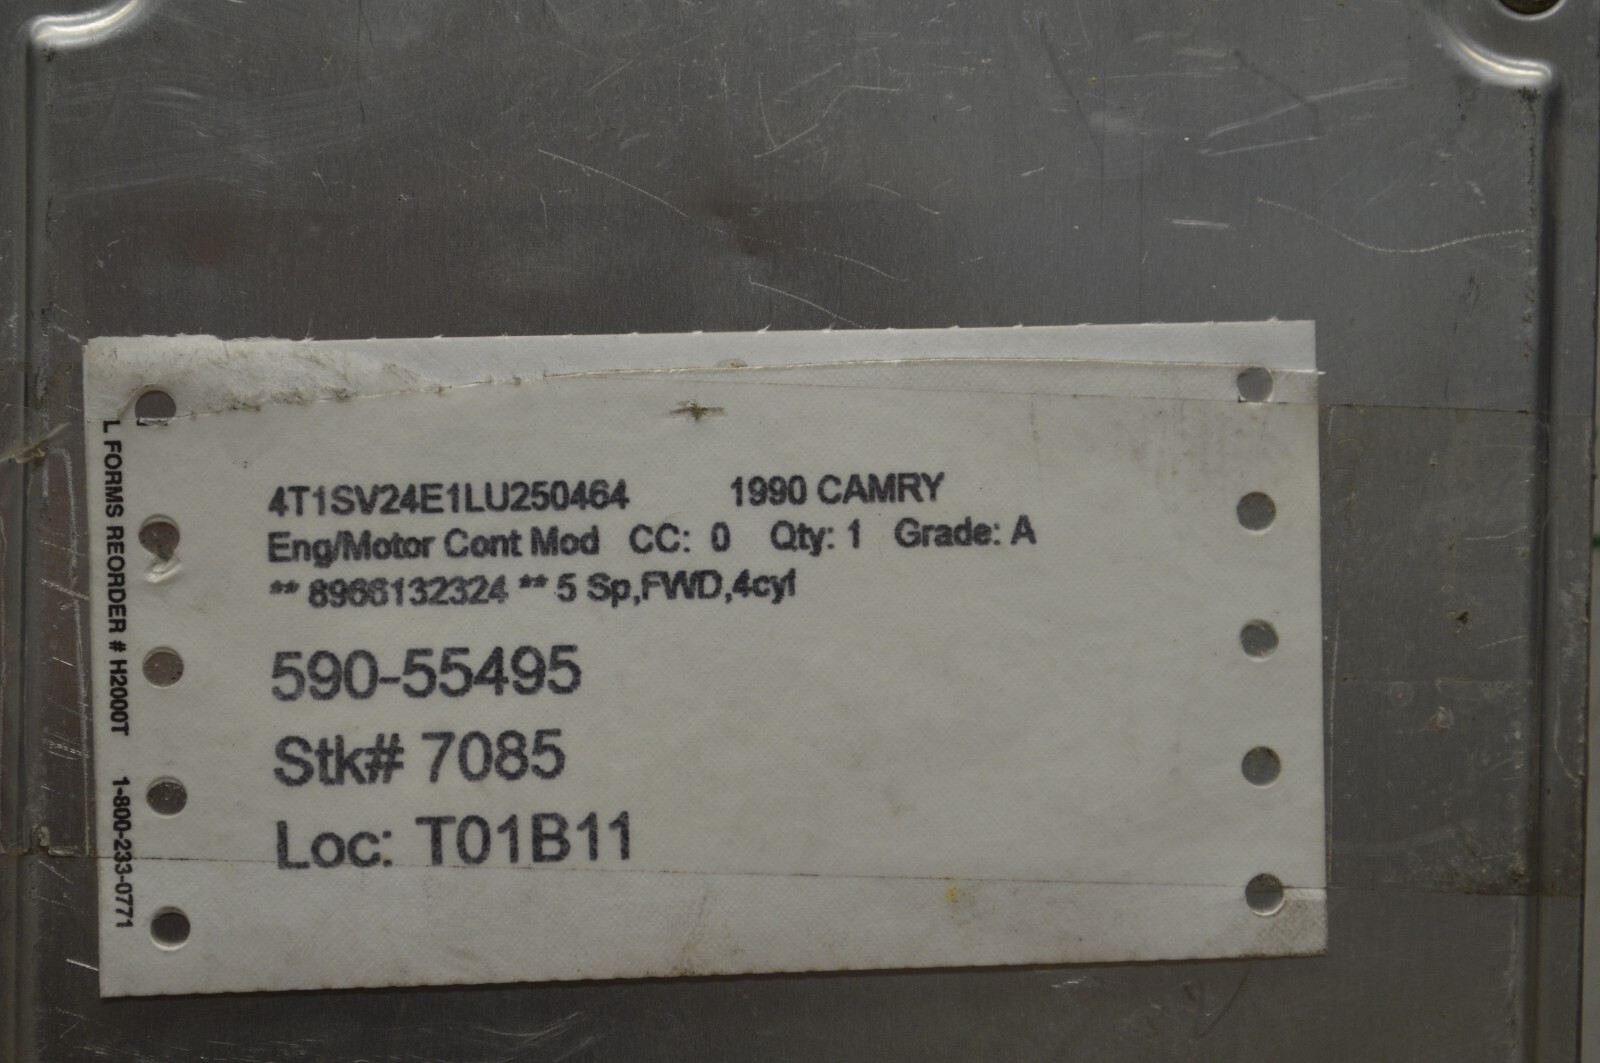 4T1SV24E1LU250464 1990 CAMRY
Eng/Motor Cont Mod CC: 0 Qty: 1 Grade: A
** 8966132324 ** 5 Sp,FWD,4cyl
590-55495
Stk# 7085
Loc: T01B11
L FORMS REORDER # H2000T 1-800-233-0771